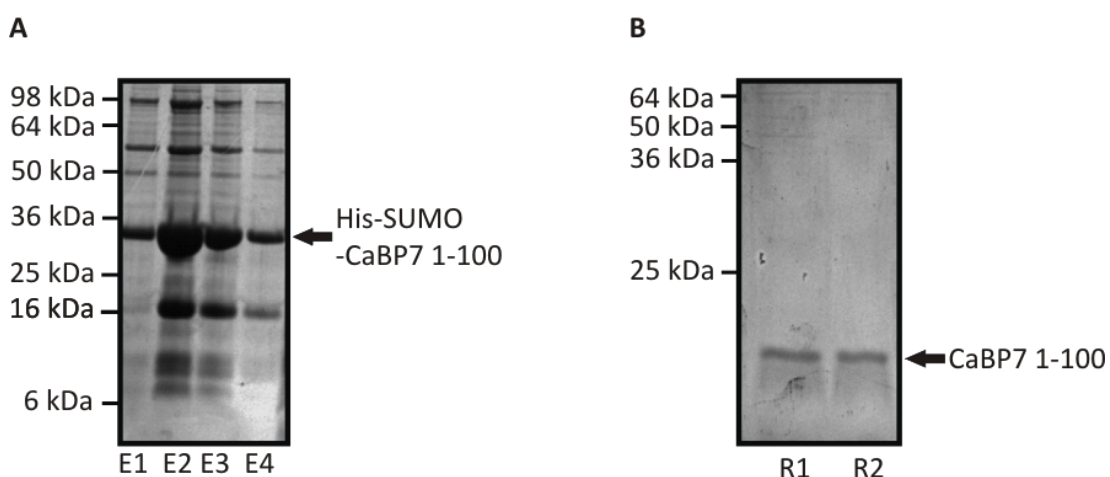 A
98 kDa
64 kDa
50 kDa
36 kDa
25 kDa
16 kDa
6 kDa
His-SUMO
-CaBP7 1-100
E1 E2 E3 E4
B
64 kDa
50 kDa
36 kDa
25 kDa
CaBP7 1-100
R1 R2